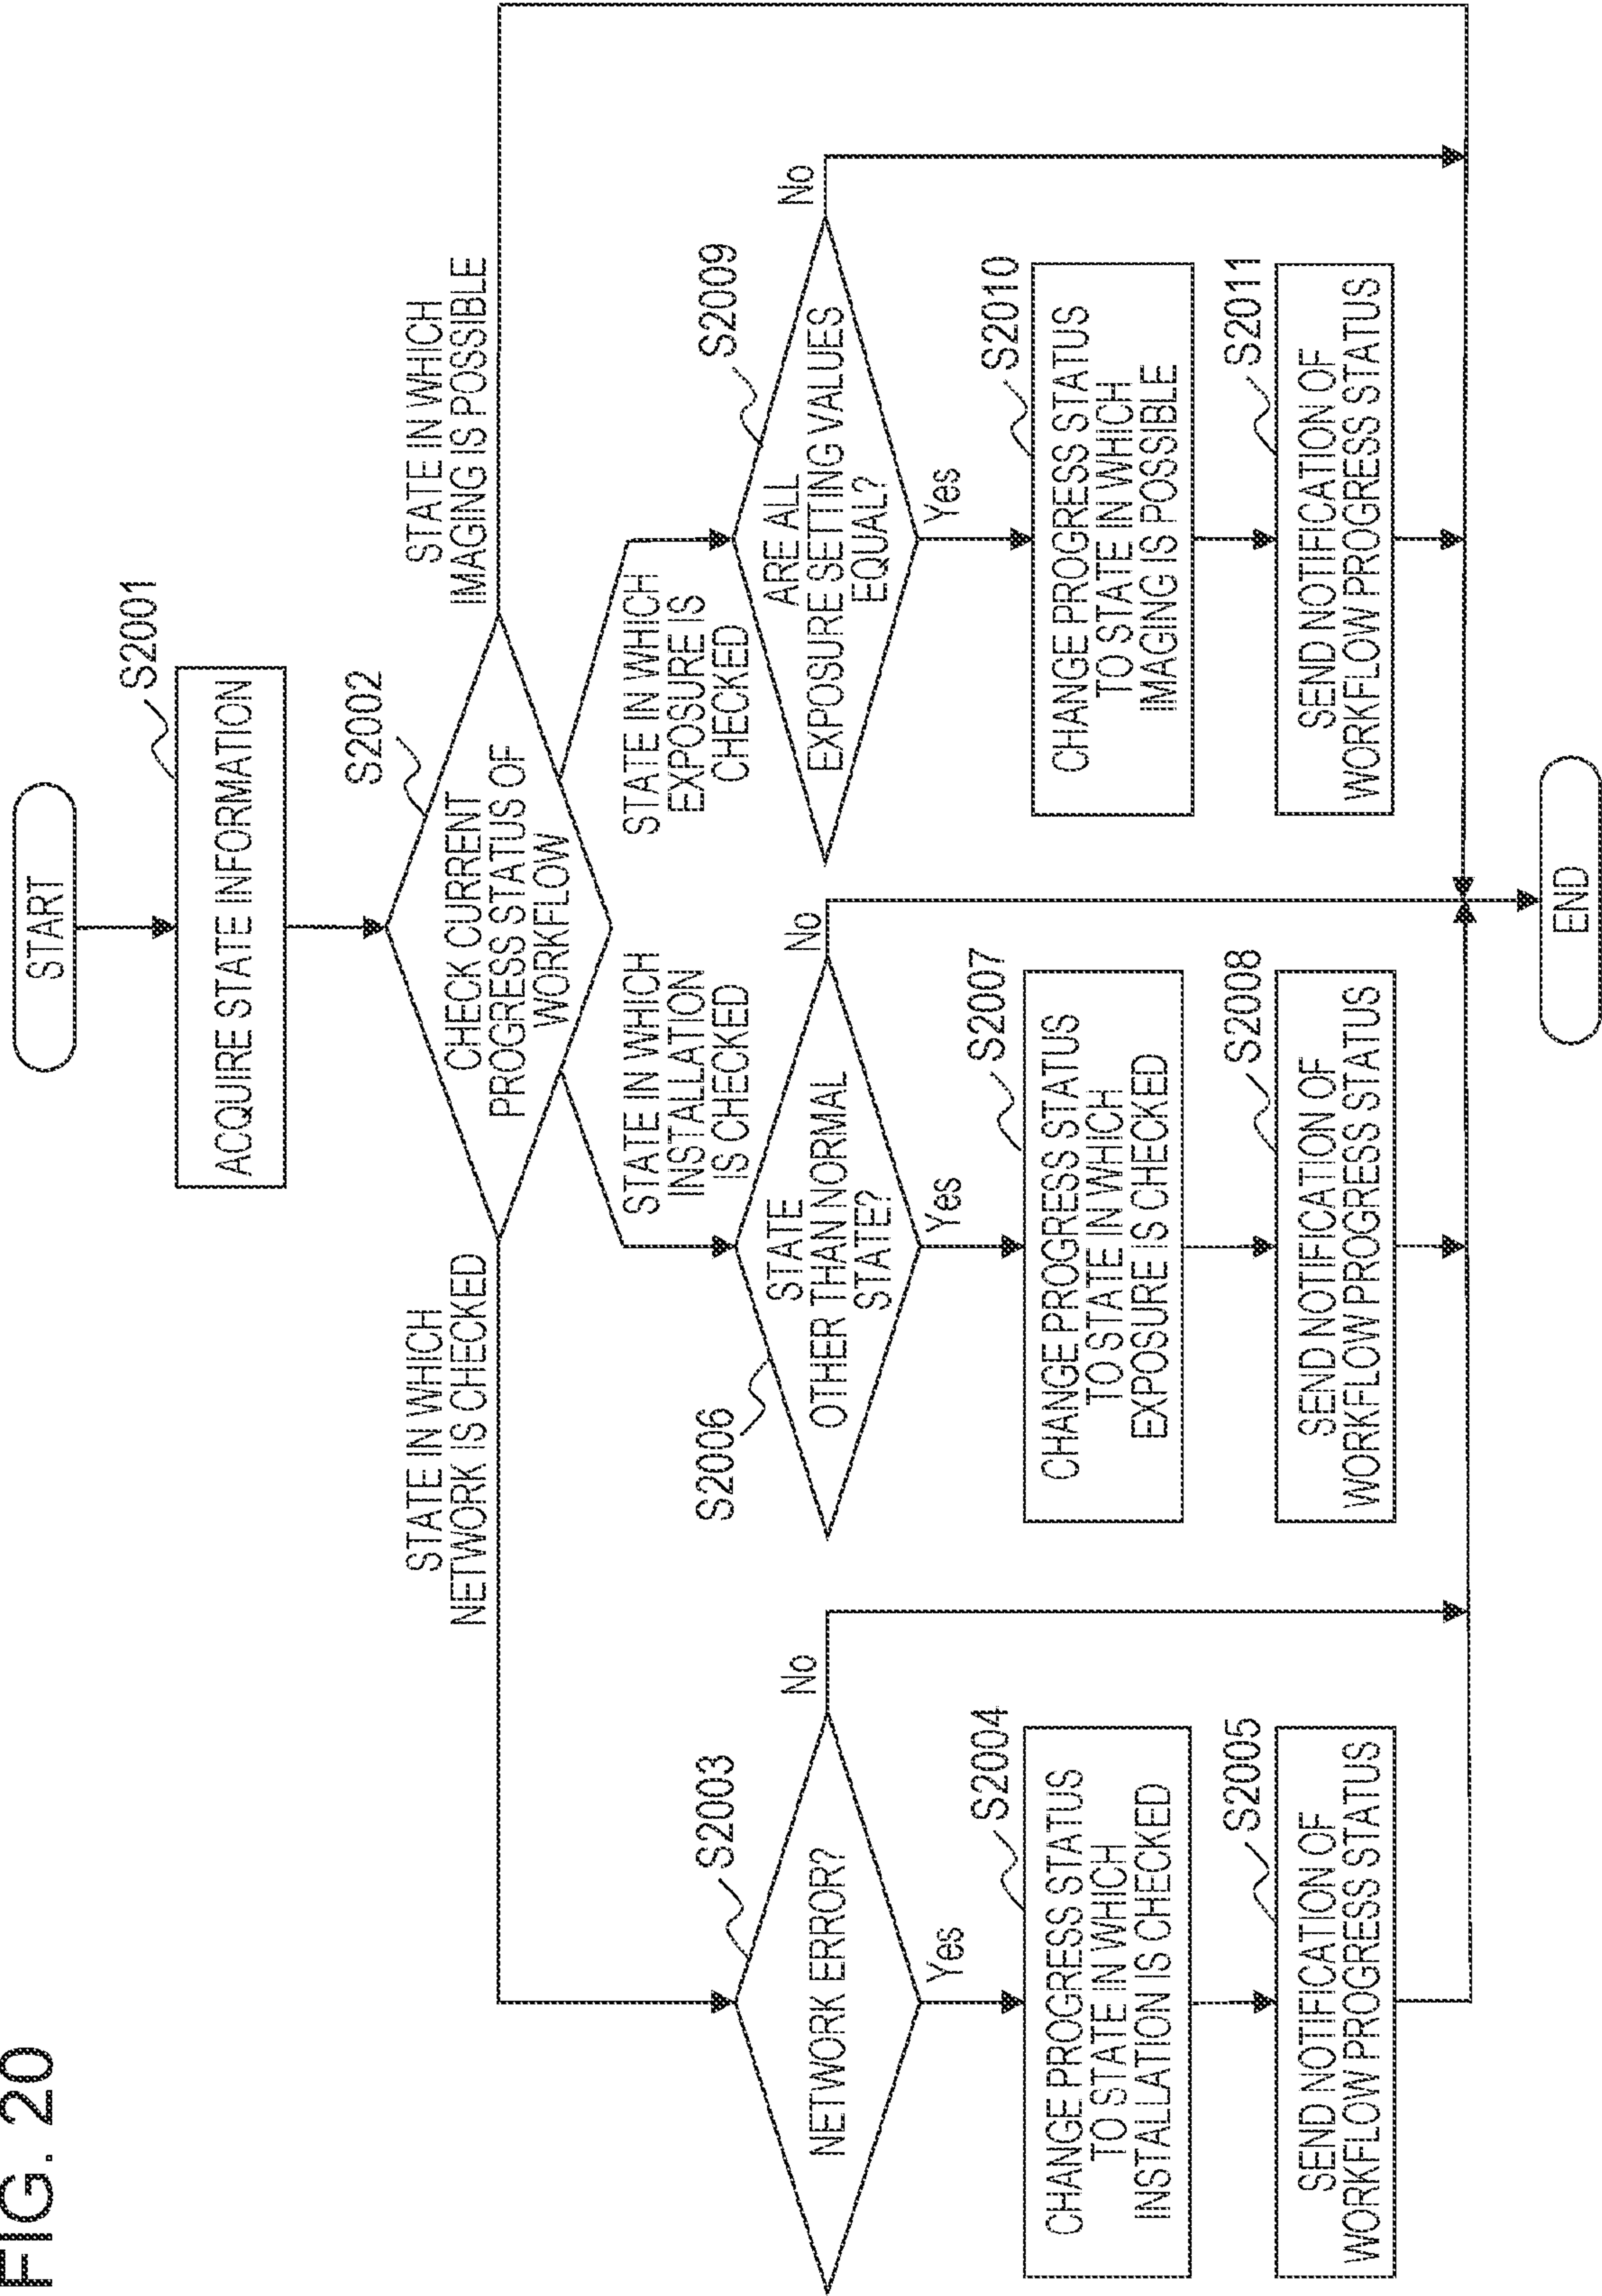 FIG. 20
START
S2001
ACQUIRE STATE INFORMATION
S2002
CHECK CURRENT
PROGRESS STATUS OF
WORKFLOW
STATE IN WHICH
NETWORK IS CHECKED
STATE IN WHICH
INSTALLATION
IS CHECKED
STATE IN WHICH
EXPOSURE IS
CHECKED
STATE IN WHICH
IMAGING IS POSSIBLE
S2003
NETWORK ERROR?
No
Yes
S2004
CHANGE PROGRESS STATUS
TO STATE IN WHICH
INSTALLATION IS CHECKED
S2005
SEND NOTIFICATION OF
WORKFLOW PROGRESS STATUS
S2006
STATE
OTHER THAN NORMAL
STATE?
No
Yes
S2007
CHANGE PROGRESS STATUS
TO STATE IN WHICH
EXPOSURE IS CHECKED
S2008
SEND NOTIFICATION OF
WORKFLOW PROGRESS STATUS
S2009
ARE ALL
EXPOSURE SETTING VALUES
EQUAL?
No
Yes
S2010
CHANGE PROGRESS STATUS
TO STATE IN WHICH
IMAGING IS POSSIBLE
S2011
SEND NOTIFICATION OF
WORKFLOW PROGRESS STATUS
END